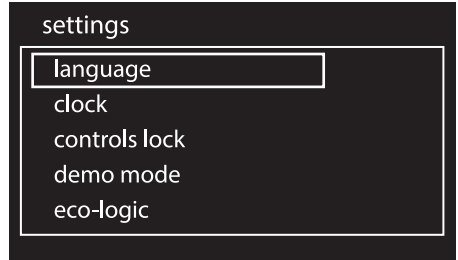 settings
language
clock
controls lock
demo mode
eco-logic